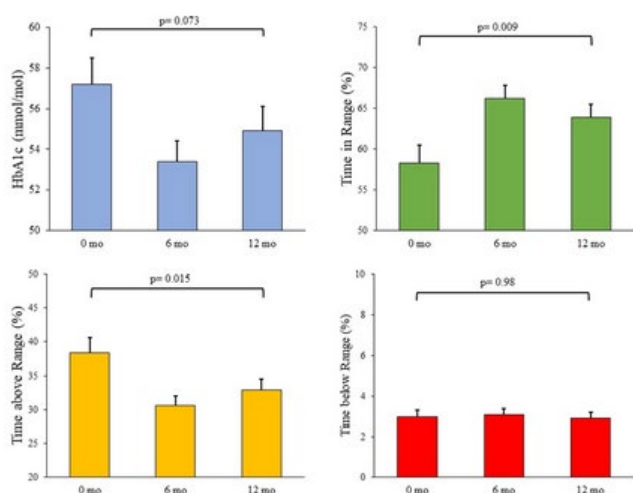 p= 0.073
HbA1c (mmol/mol)
60
58
56
54
52
50
0 mo
6 mo
12 mo
p= 0.009
Time in Range (%)
75
70
65
60
55
50
0 mo
6 mo
12 mo
p= 0.015
Time above Range (%)
50
45
40
35
30
25
20
0 mo
6 mo
12 mo
p= 0.98
Time below Range (%)
10
8
6
4
2
0
0 mo
6 mo
12 mo